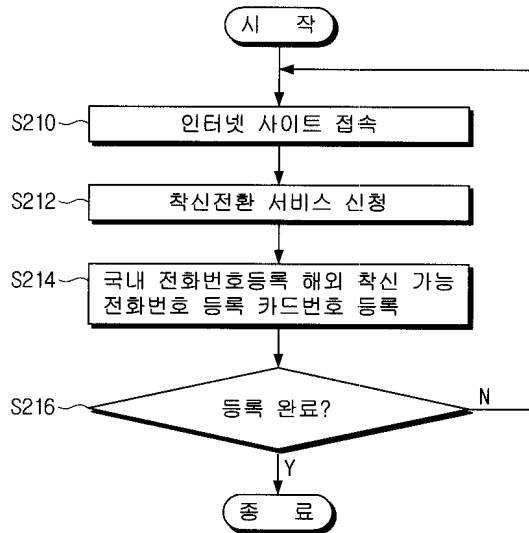 시 작
S210
인터넷 사이트 접속
S212
착신전환 서비스 신청
S214
국내 전화번호등록 해외 착신 가능
전화번호 등록 카드번호 등록
S216
등록 완료?
N
Y
종 료